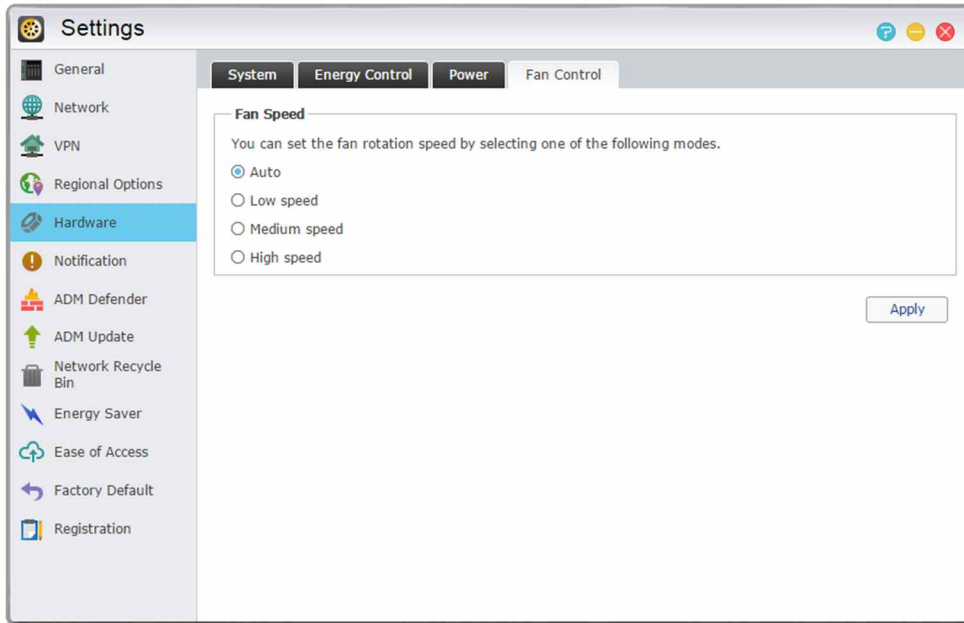 Settings
General
Network
VPN
Regional Options
Hardware
Notification
ADM Defender
ADM Update
Network Recycle
Bin
Energy Saver
Ease of Access
Factory Default
Registration
System Energy Control Power Fan Control
Fan Speed
You can set the fan rotation speed by selecting one of the following modes.
Auto
Low speed
Medium speed
High speed
Apply